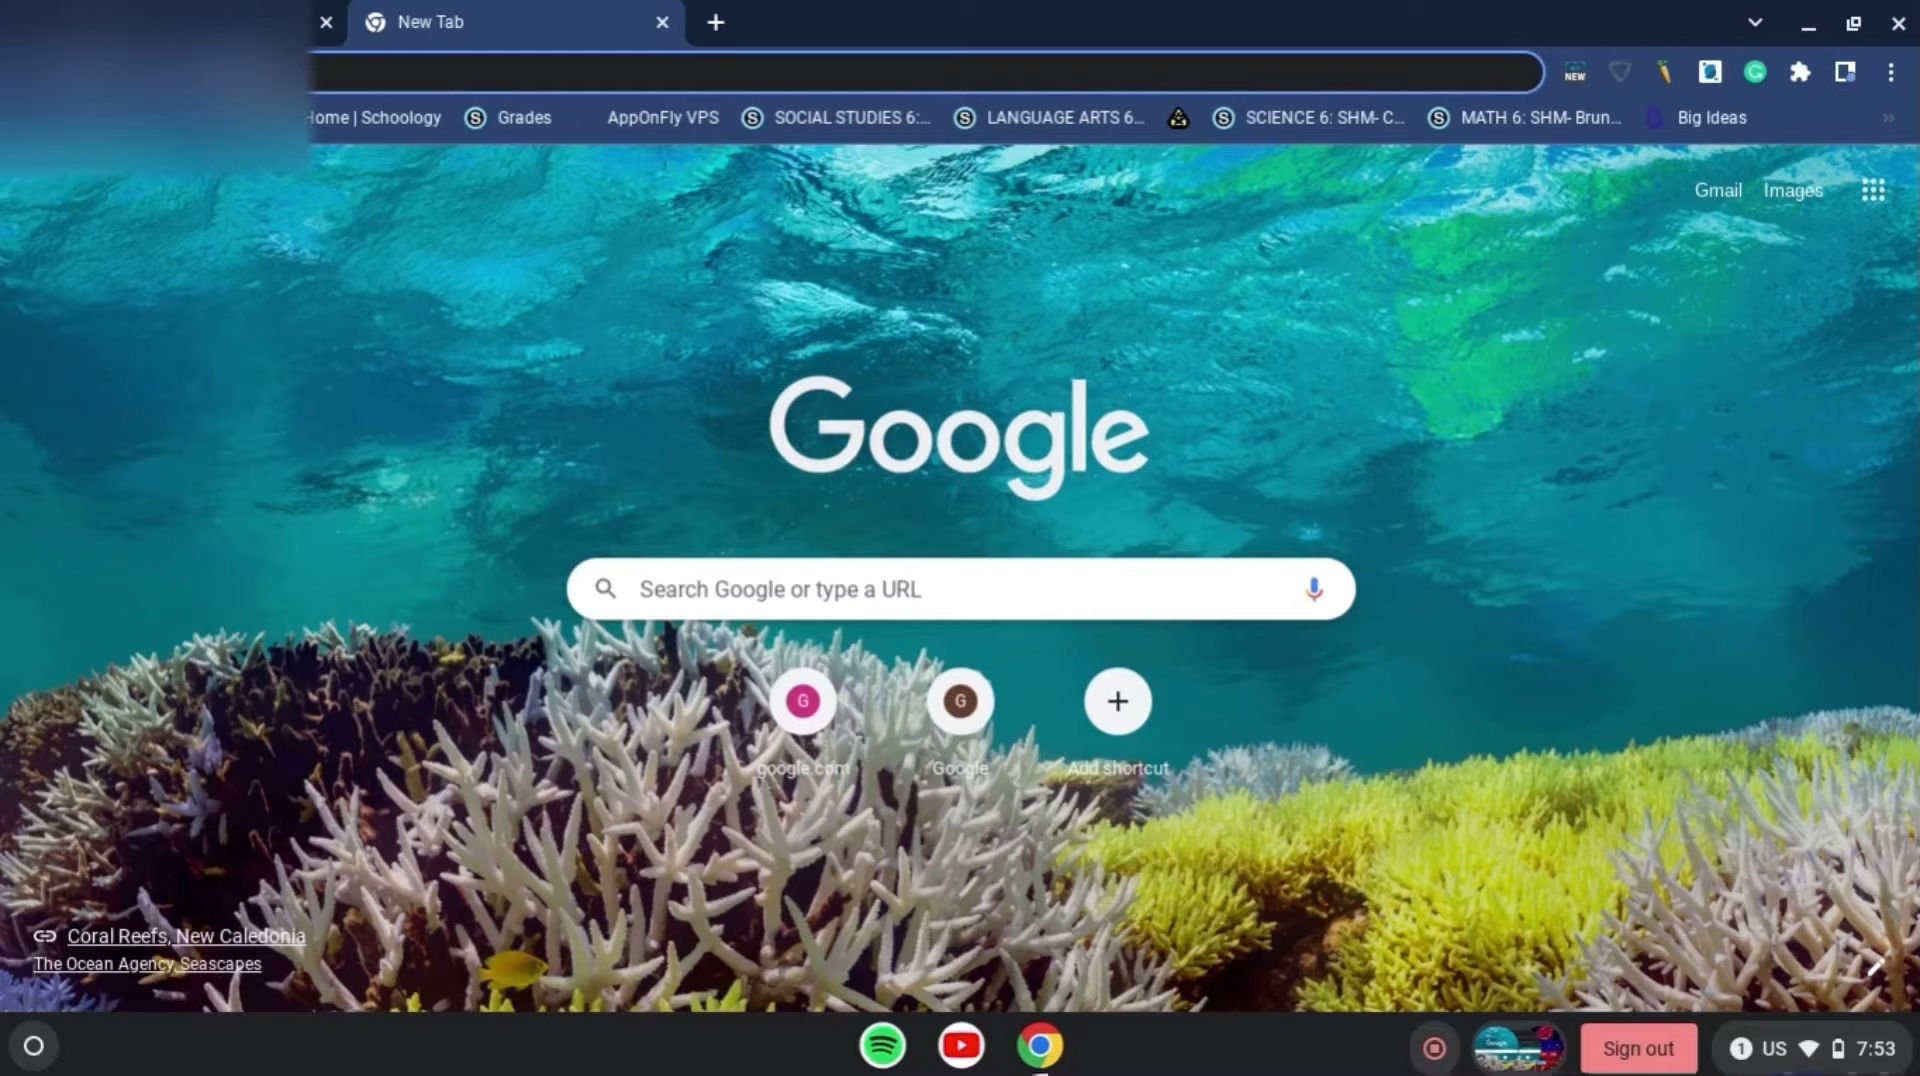 New Tab
NEW
ome | Schoology
Grades
AppOnFly VPS
SOCIAL STUDIES 6:...
LANGUAGE ARTS 6...
SCIENCE 6: SHM- C...
MATH 6: SHM- Brun...
Big Ideas
Gmail Images
Google
Search Google or type a URL
G G
google.com Google Add shortcut
Coral Reefs, New Caledonia
The Ocean Agency, Seascapes
Sign out 1 US 7:53